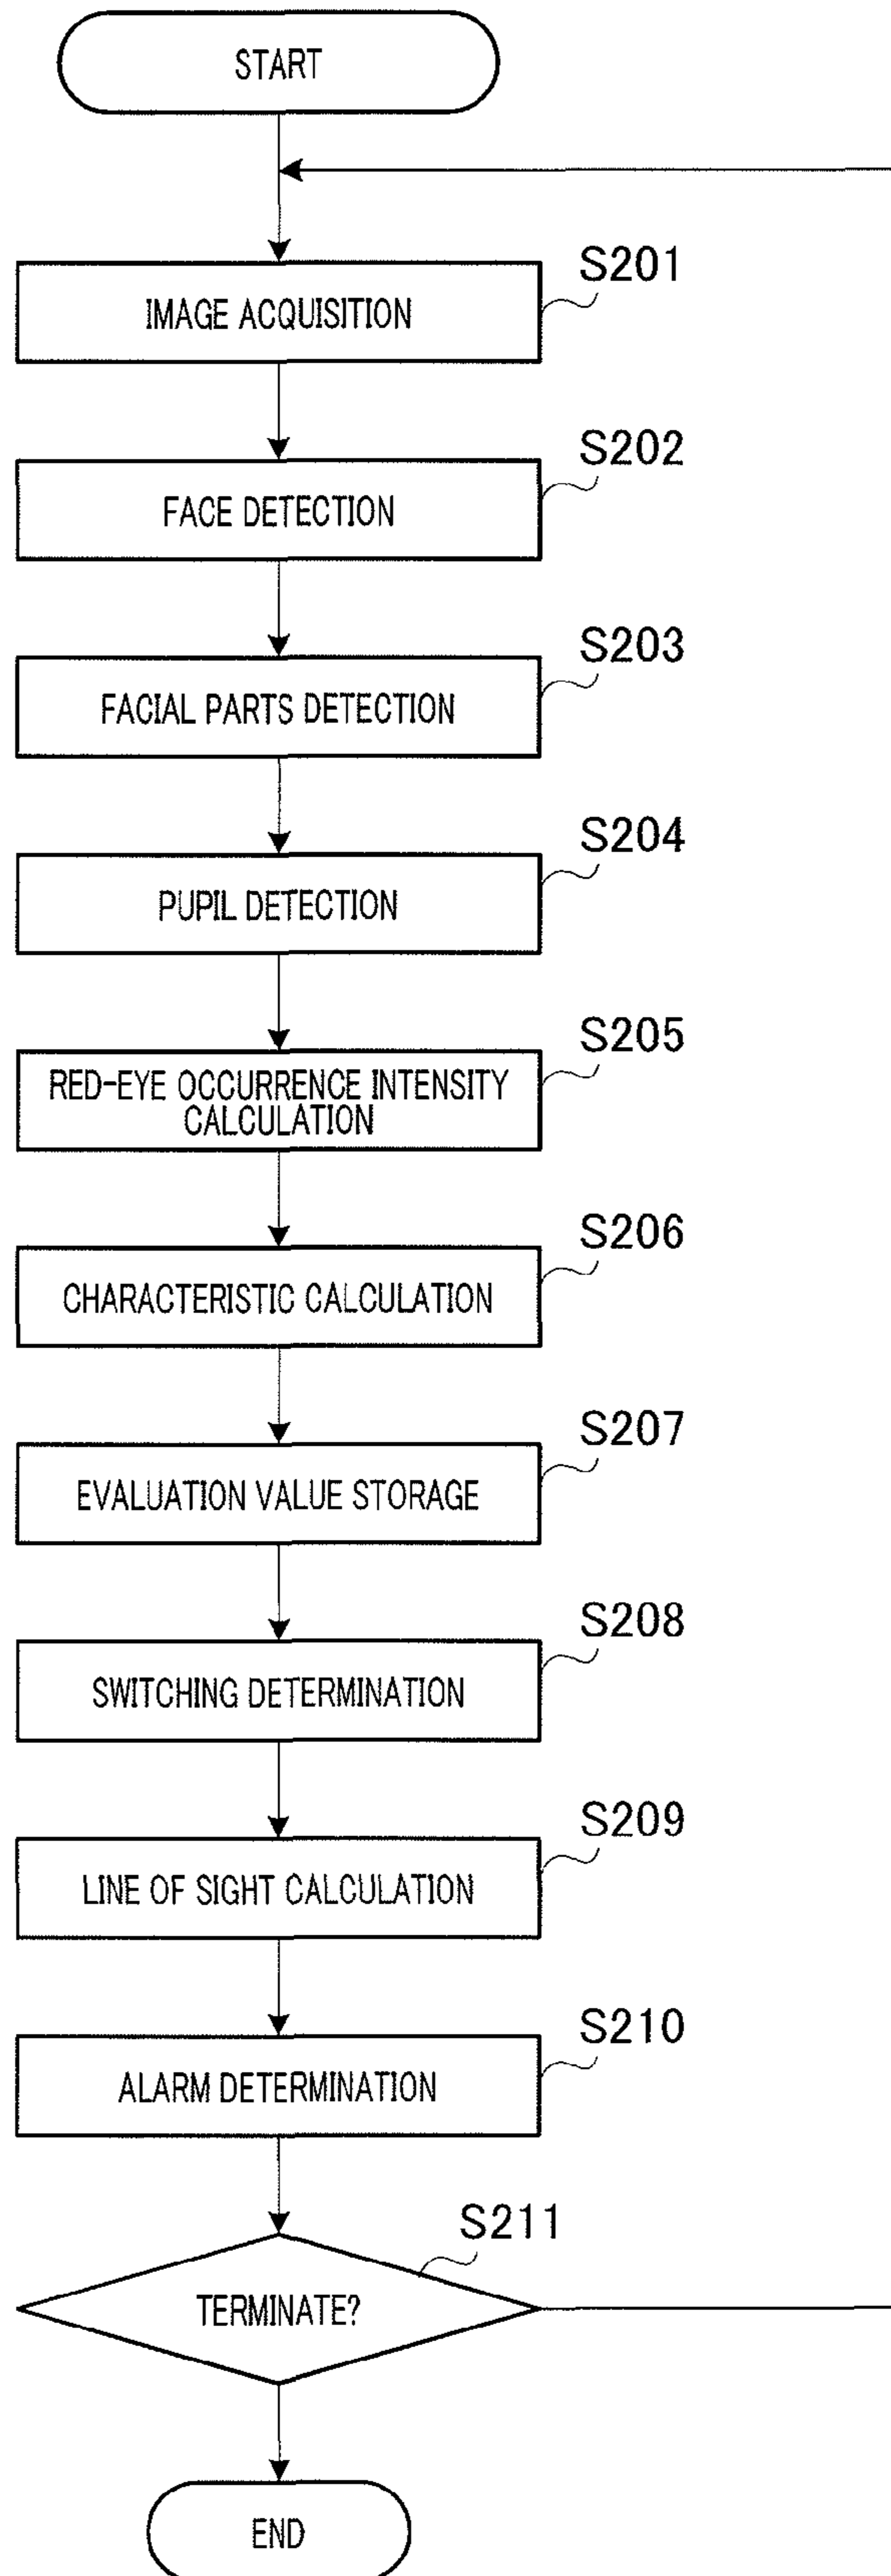 START
S201
IMAGE ACQUISITION
S202
FACE DETECTION
S203
FACIAL PARTS DETECTION
S204
PUPIL DETECTION
S205
RED-EYE OCCURRENCE INTENSITY
CALCULATION
S206
CHARACTERISTIC CALCULATION
S207
EVALUATION VALUE STORAGE
S208
SWITCHING DETERMINATION
S209
LINE OF SIGHT CALCULATION
S210
ALARM DETERMINATION
S211
TERMINATE?
END